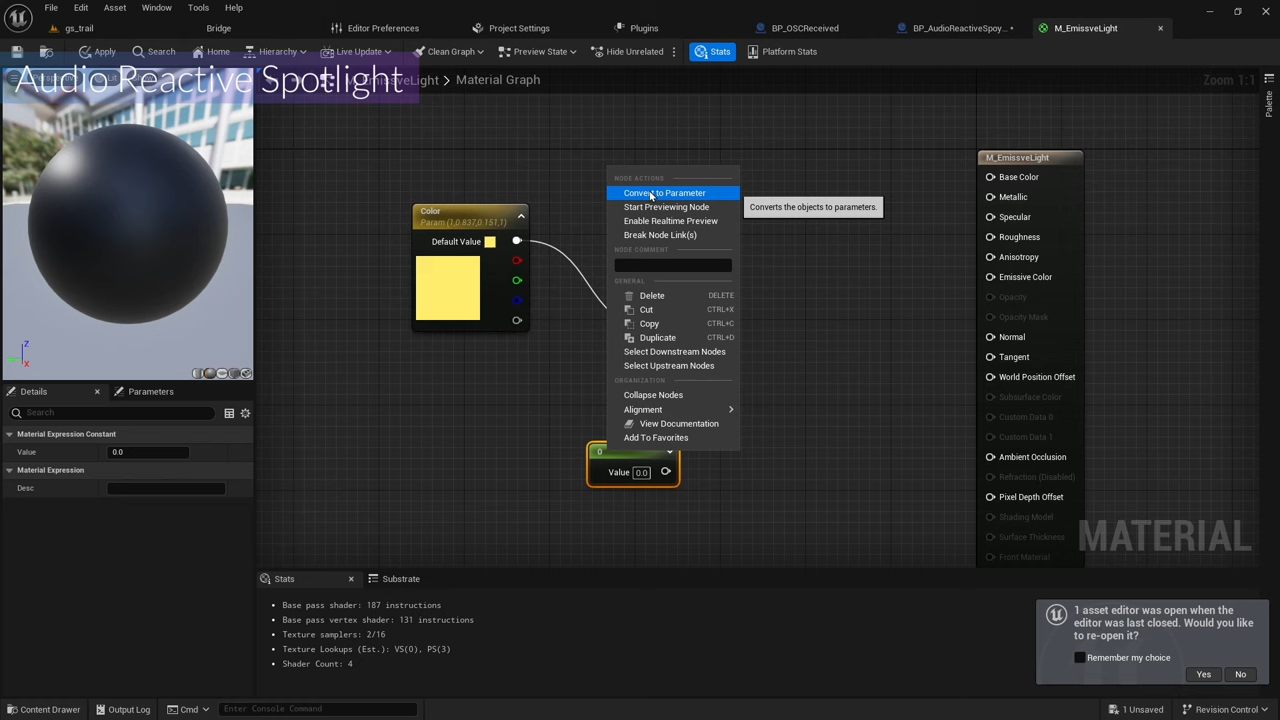 File Edit Asset Window Tools Help
gs_trail Bridge Editor Preferences Project Settings Plugins BP_OSCReceived BP_AudioReactiveSpoy... • M_EmissveLight
Apply Search Home Hierarchy Live Update Clean Graph Preview State Hide Unrelated Stats Platform Stats
Audio Reactive Spotlight
M_EmissveLight > Material Graph Zoom 1:1
Palette
NODE ACTIONS
Convert to Parameter
Converts the objects to parameters.
Start Previewing Node
Enable Realtime Preview
Break Node Link(s)
NODE COMMENT
GENERAL
Delete DELETE
Cut CTRL+X
Copy CTRL+C
Duplicate CTRL+D
Select Downstream Nodes
Select Upstream Nodes
ORGANIZATION
Collapse Nodes
Alignment
View Documentation
Add To Favorites
Color
Param (1,0.837,0.151,1)
Default Value
0
Value 0.0
M_EmissveLight
Base Color
Metallic
Specular
Roughness
Anisotropy
Emissive Color
Opacity
Opacity Mask
Normal
Tangent
World Position Offset
Subsurface Color
Custom Data 0
Custom Data 1
Ambient Occlusion
Refraction (Disabled)
Pixel Depth Offset
Shading Model
Surface Thickness
Front Material
MATERIAL
Z
X
Details Parameters
Search
Material Expression Constant
Value 0.0
Material Expression
Desc
Stats Substrate
Base pass shader: 187 instructions
Base pass vertex shader: 131 instructions
Texture samplers: 2/16
Texture Lookups (Est.): VS(0), PS(3)
Shader Count: 4
1 asset editor was open when the
editor was last closed. Would you like
to re-open it?
Remember my choice
Yes No
Content Drawer Output Log Cmd Enter Console Command 1 Unsaved Revision Control